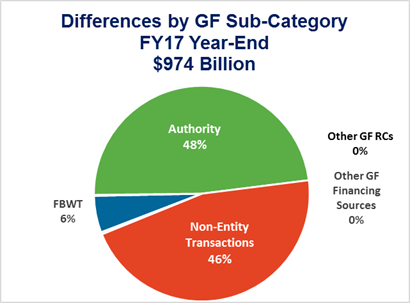 Differences by GF Sub-Category
FY17 Year-End
$974 Billion
Authority
48%
Other GF RCs
0%
Other GF
Financing
Sources
0%
FBWT
6%
Non-Entity
Transactions
46%